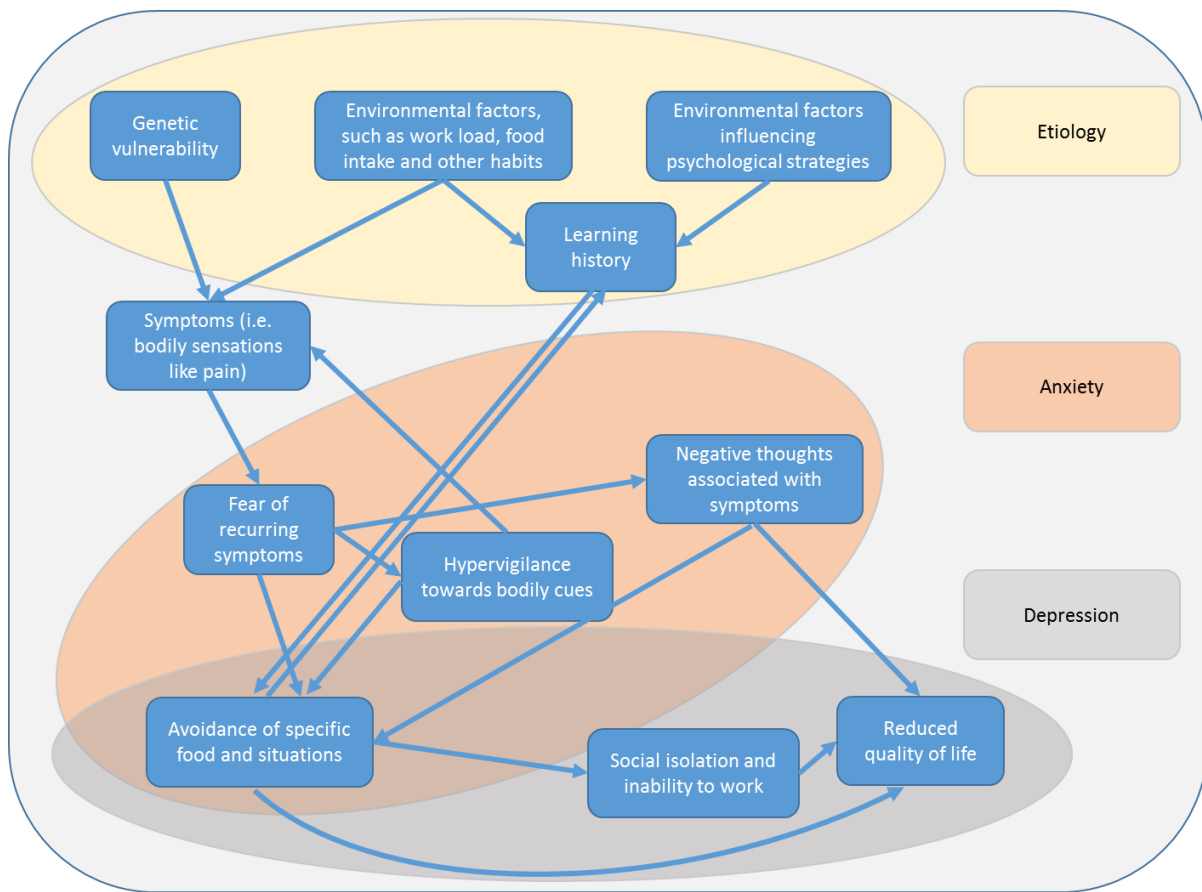 Genetic
vulnerability
Environmental factors,
such as work load, food
intake and other habits
Environmental factors
influencing
psychological strategies
Etiology
Learning
history
Symptoms (i.e.
bodily sensations
like pain)
Anxiety
Negative thoughts
associated with
symptoms
Fear of
recurring
symptoms
Hypervigilance
towards bodily cues
Depression
Avoidance of specific
food and situations
Social isolation and
inability to work
Reduced
quality of life